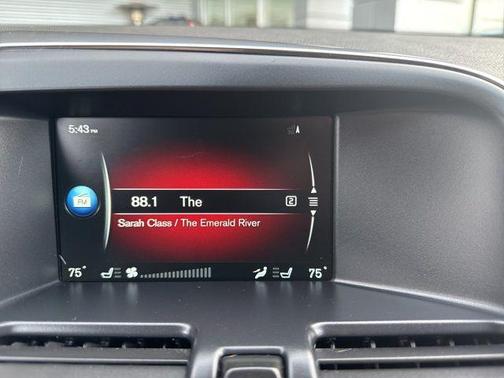 5:43 PM
FM
88.1 The 2
Sarah Class / The Emerald River
75° 75°